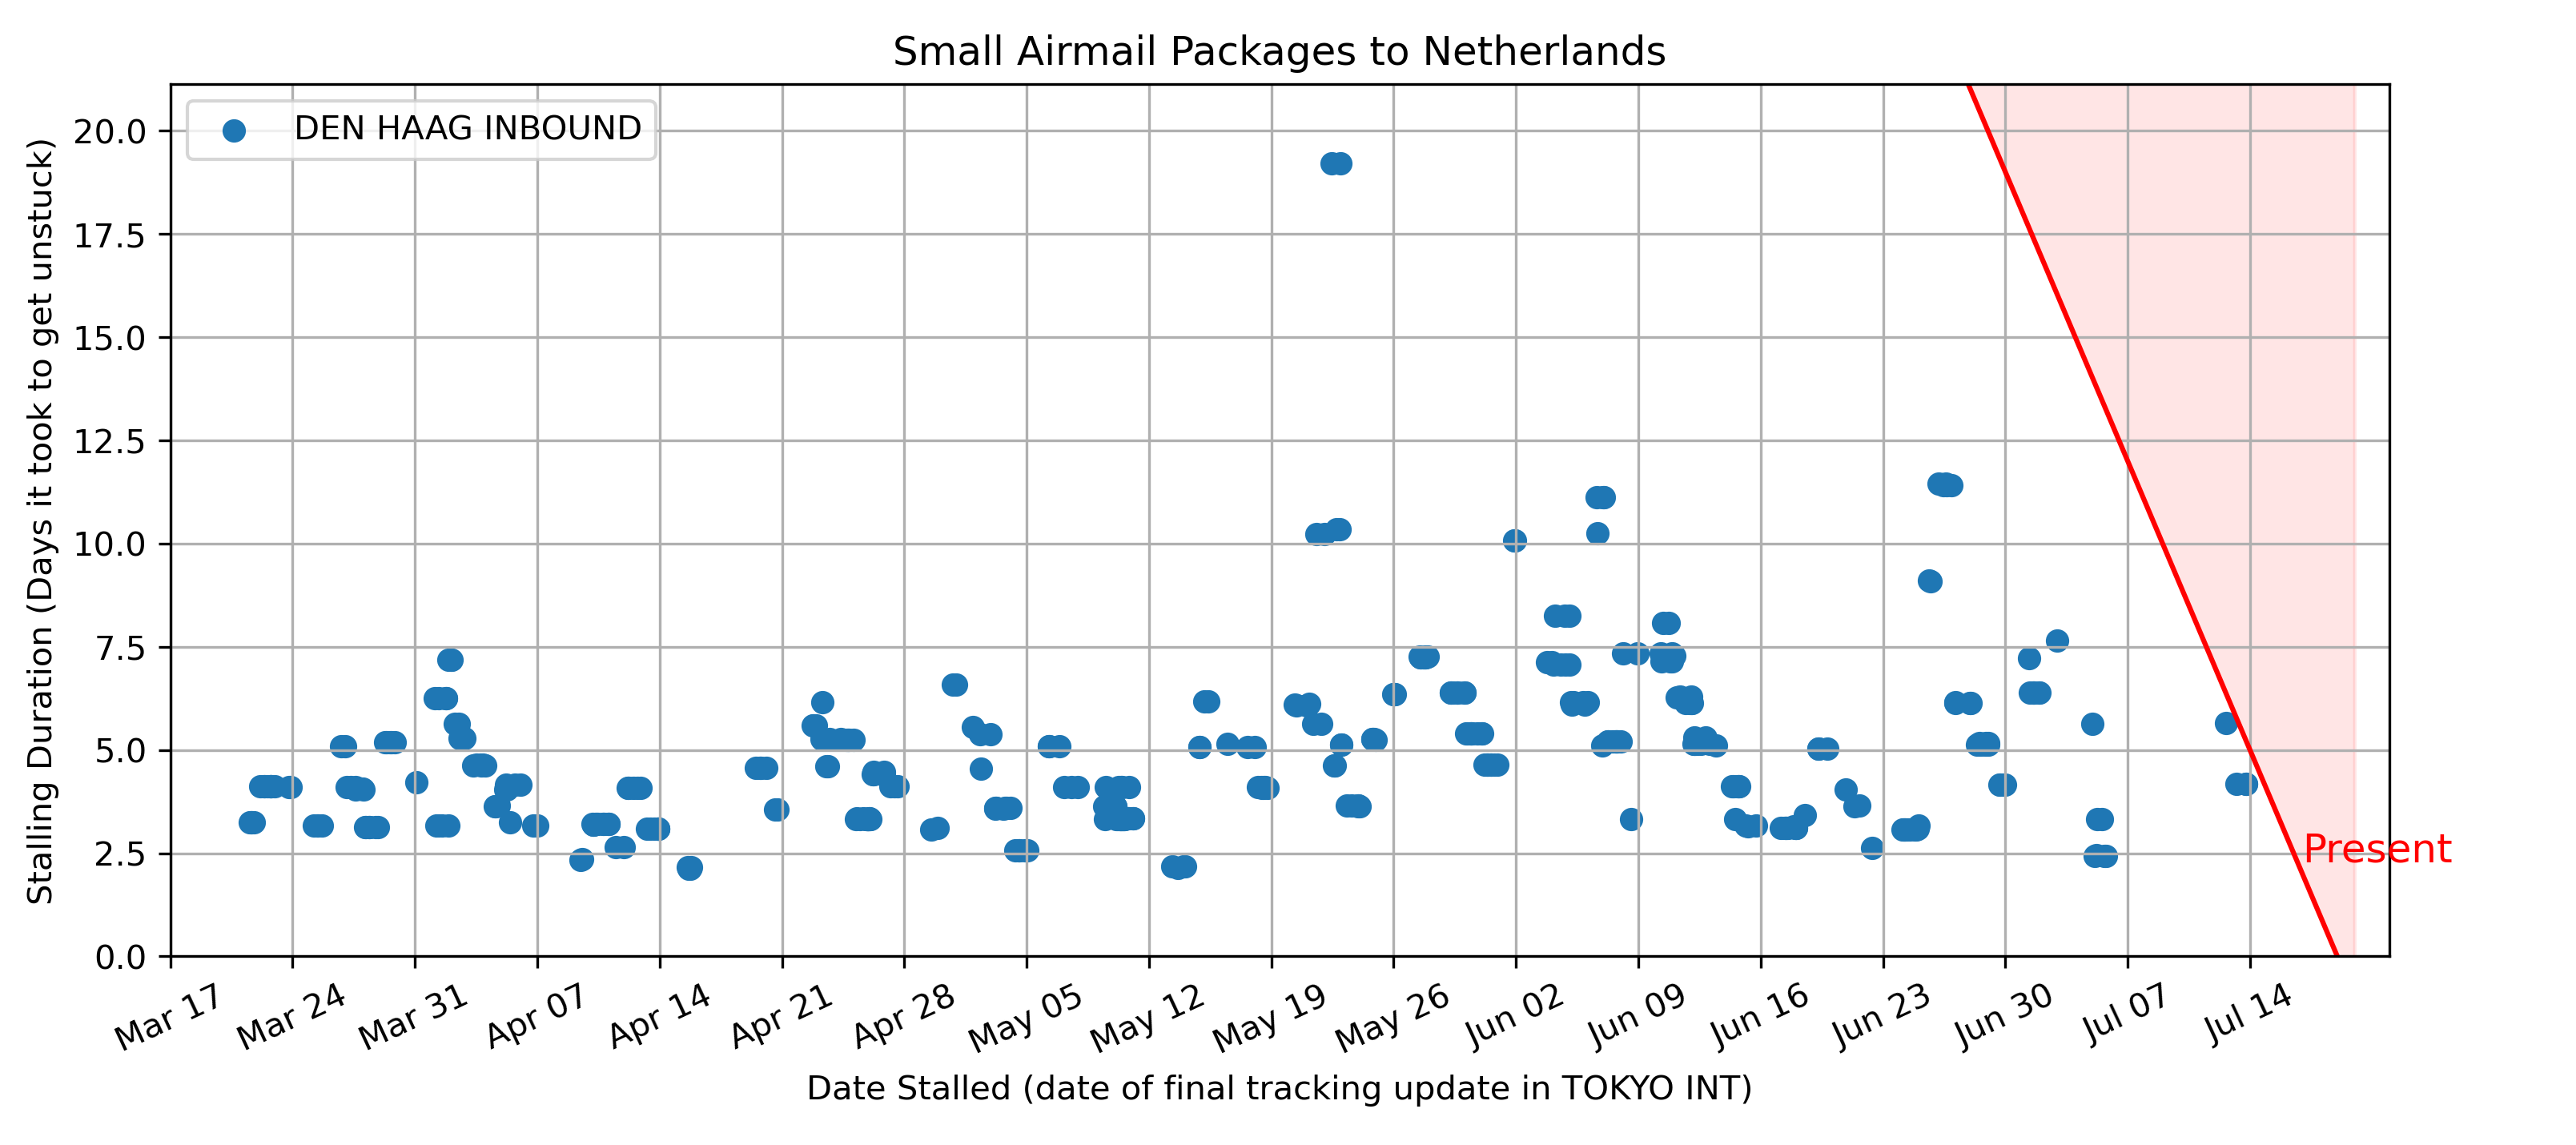 Small Airmail Packages to Netherlands
DEN HAAG INBOUND
Stalling Duration (Days it took to get unstuck)
20.0
17.5
15.0
12.5
10.0
7.5
5.0
2.5
0.0
Present
Mar 17
Mar 24
Mar 31
Apr 07
Apr 14
Apr 21
Apr 28
May 05
May 12
May 19
May 26
Jun 02
Jun 09
Jun 16
Jun 23
Jun 30
Jul 07
Jul 14
Date Stalled (date of final tracking update in TOKYO INT)